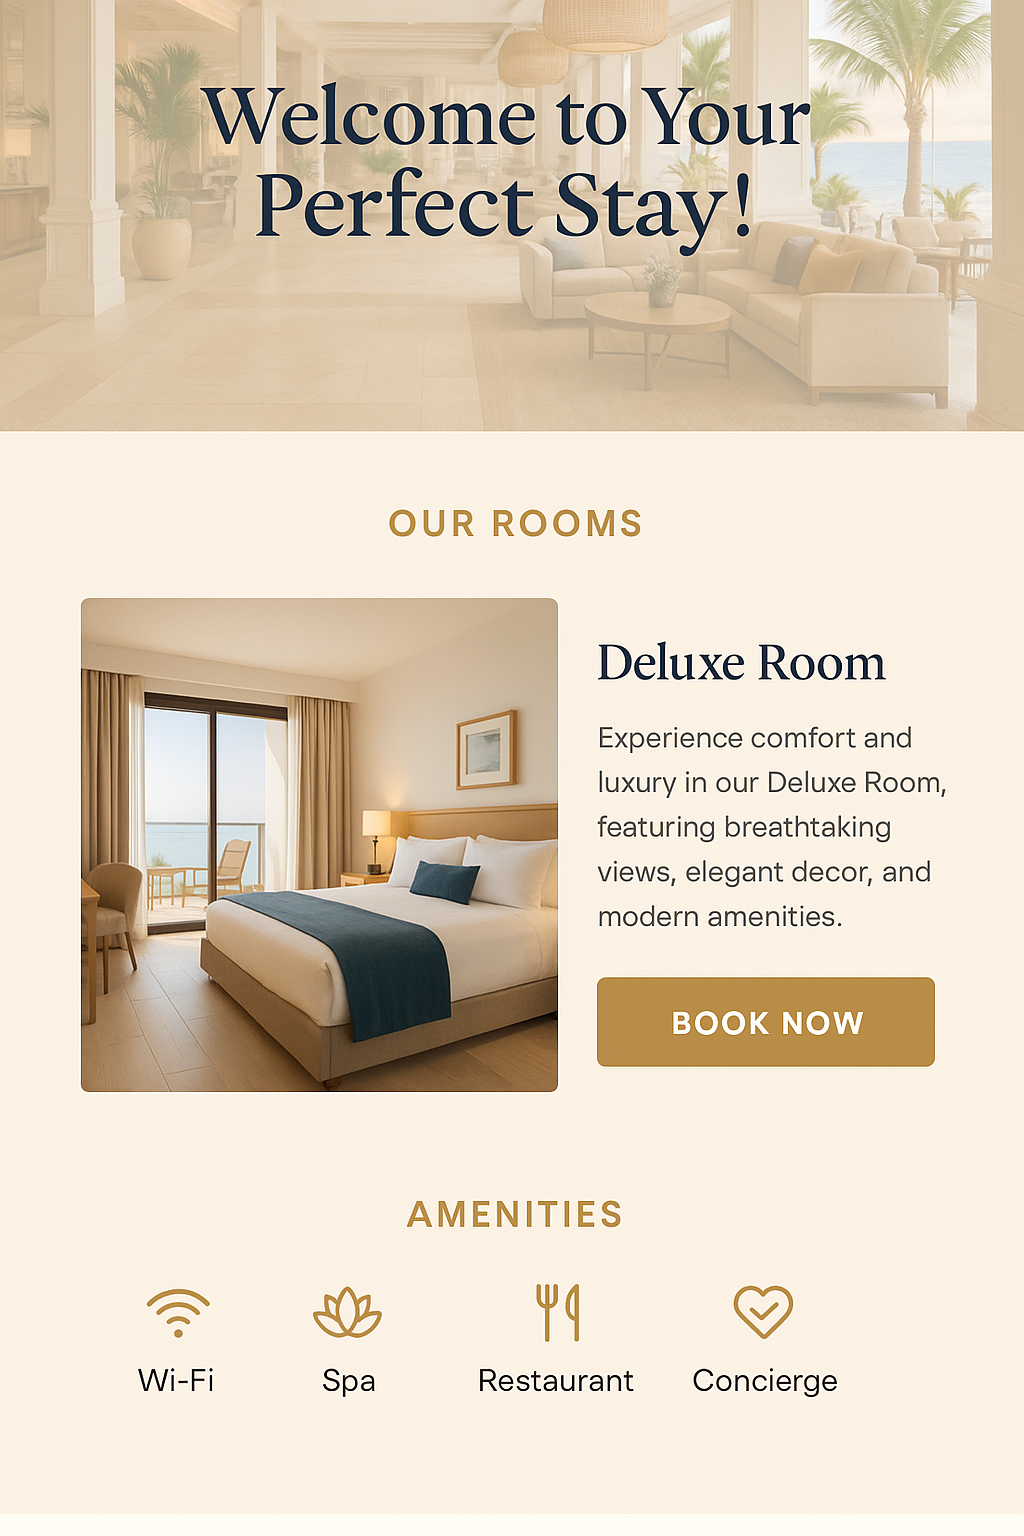 Welcome to Your
Perfect Stay!
OUR ROOMS
Deluxe Room
Experience comfort and
luxury in our Deluxe Room,
featuring breathtaking
views, elegant decor, and
modern amenities.
BOOK NOW
AMENITIES
Wi-Fi
Spa
Restaurant
Concierge